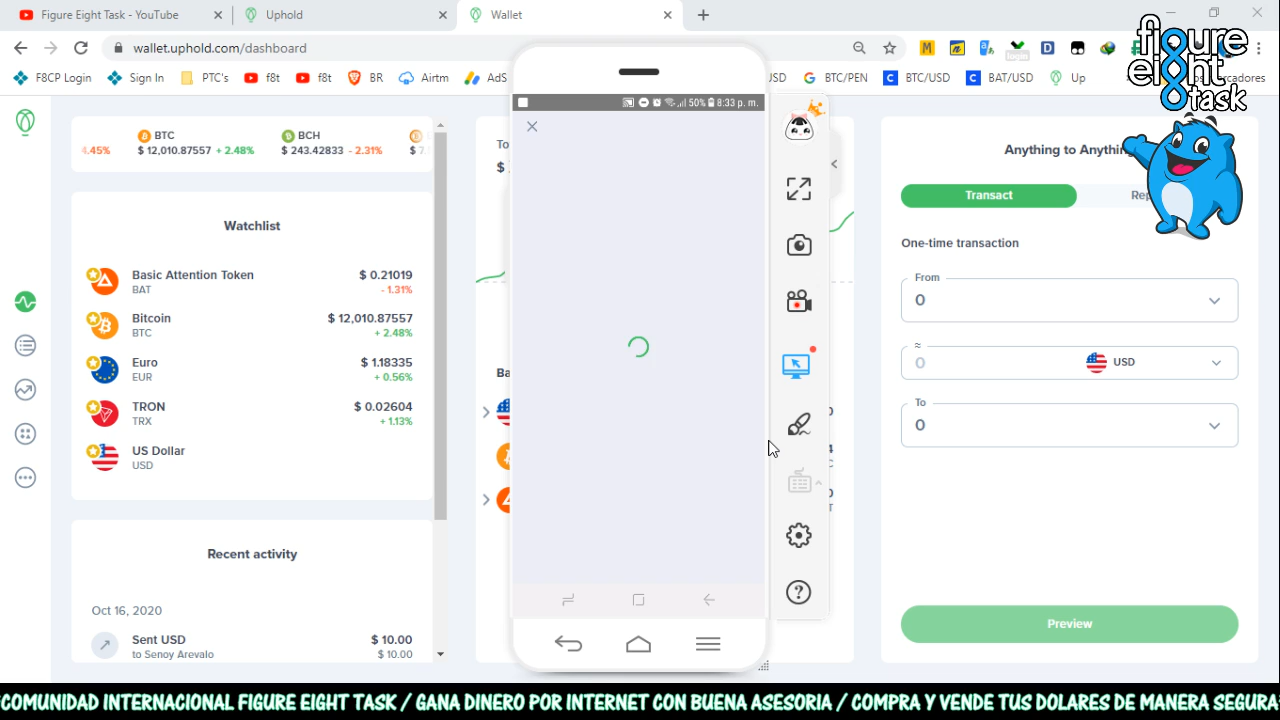 Figure Eight Task - YouTube
Uphold
Wallet
wallet.uphold.com/dashboard
F8CP Login
Sign In
PTC's
f8t
f8t
BR
Airtm
AdS
USD
BTC/PEN
BTC/USD
BAT/USD
Up
figure
eight
task
50% 8:33 p. m.
4.45%
BTC
$ 12,010.87557 + 2.48%
BCH
$ 243.42833 - 2.31%
Watchlist
Basic Attention Token
BAT
$ 0.21019
- 1.31%
Bitcoin
BTC
$ 12,010.87557
+ 2.48%
Euro
EUR
$ 1.18335
+ 0.56%
TRON
TRX
$ 0.02604
+ 1.13%
US Dollar
USD
Recent activity
Oct 16, 2020
Sent USD
to Senoy Arevalo
$ 10.00
$ 10.00
To
$
Ba
Anything to Anything
Transact
One-time transaction
From
0
≈
0
USD
To
0
Preview
COMUNIDAD INTERNACIONAL FIGURE EIGHT TASK / GANA DINERO POR INTERNET CON BUENA ASESORIA / COMPRA Y VENDE TUS DOLARES DE MANERA SEGURA